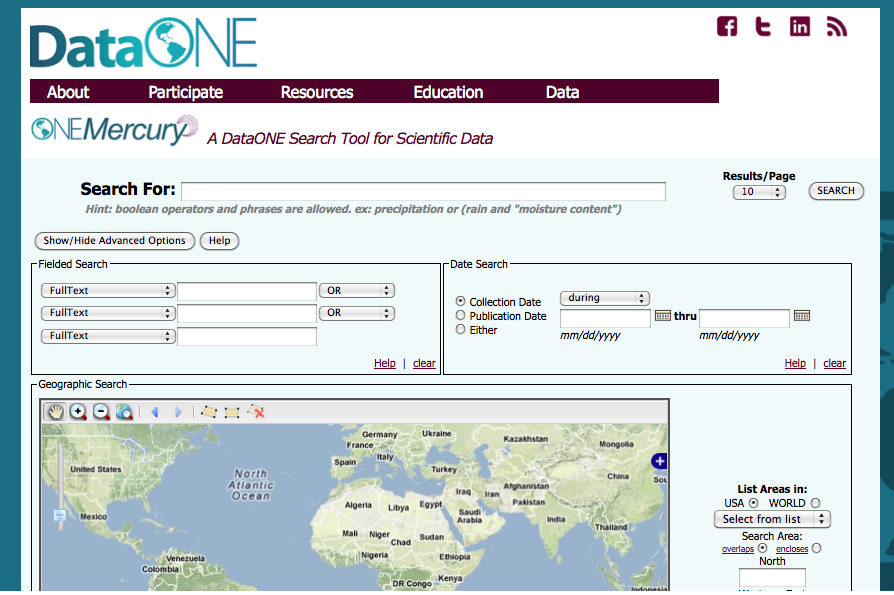 DataONE
About Participate Resources Education Data
ONEMercury A DataONE Search Tool for Scientific Data
Search For:
Results/Page
10
SEARCH
Hint: boolean operators and phrases are allowed. ex: precipitation or (rain and "moisture content")
Show/Hide Advanced Options Help
Fielded Search
FullText OR
FullText OR
FullText
Help | clear
Date Search
Collection Date during
Publication Date thru
Either
mm/dd/yyyy mm/dd/yyyy
Help | clear
Geographic Search
Germany Ukraine
France Kazakhstan Mongolia
Spain Italy
Turkey
United States
North
Atlantic
Ocean
China
Sou
Afghanistan
Iraq Iran
Pakistan
Algeria Libya Egypt
Saudi
Arabia
India
Mexico
Thailand
Mali Niger
Chad Sudan
Nigeria Ethiopia
Venezuela
Colombia
Kenya
DR Congo
Indonesia
List Areas in:
USA WORLD
Select from list
Search Area:
overlaps encloses
North